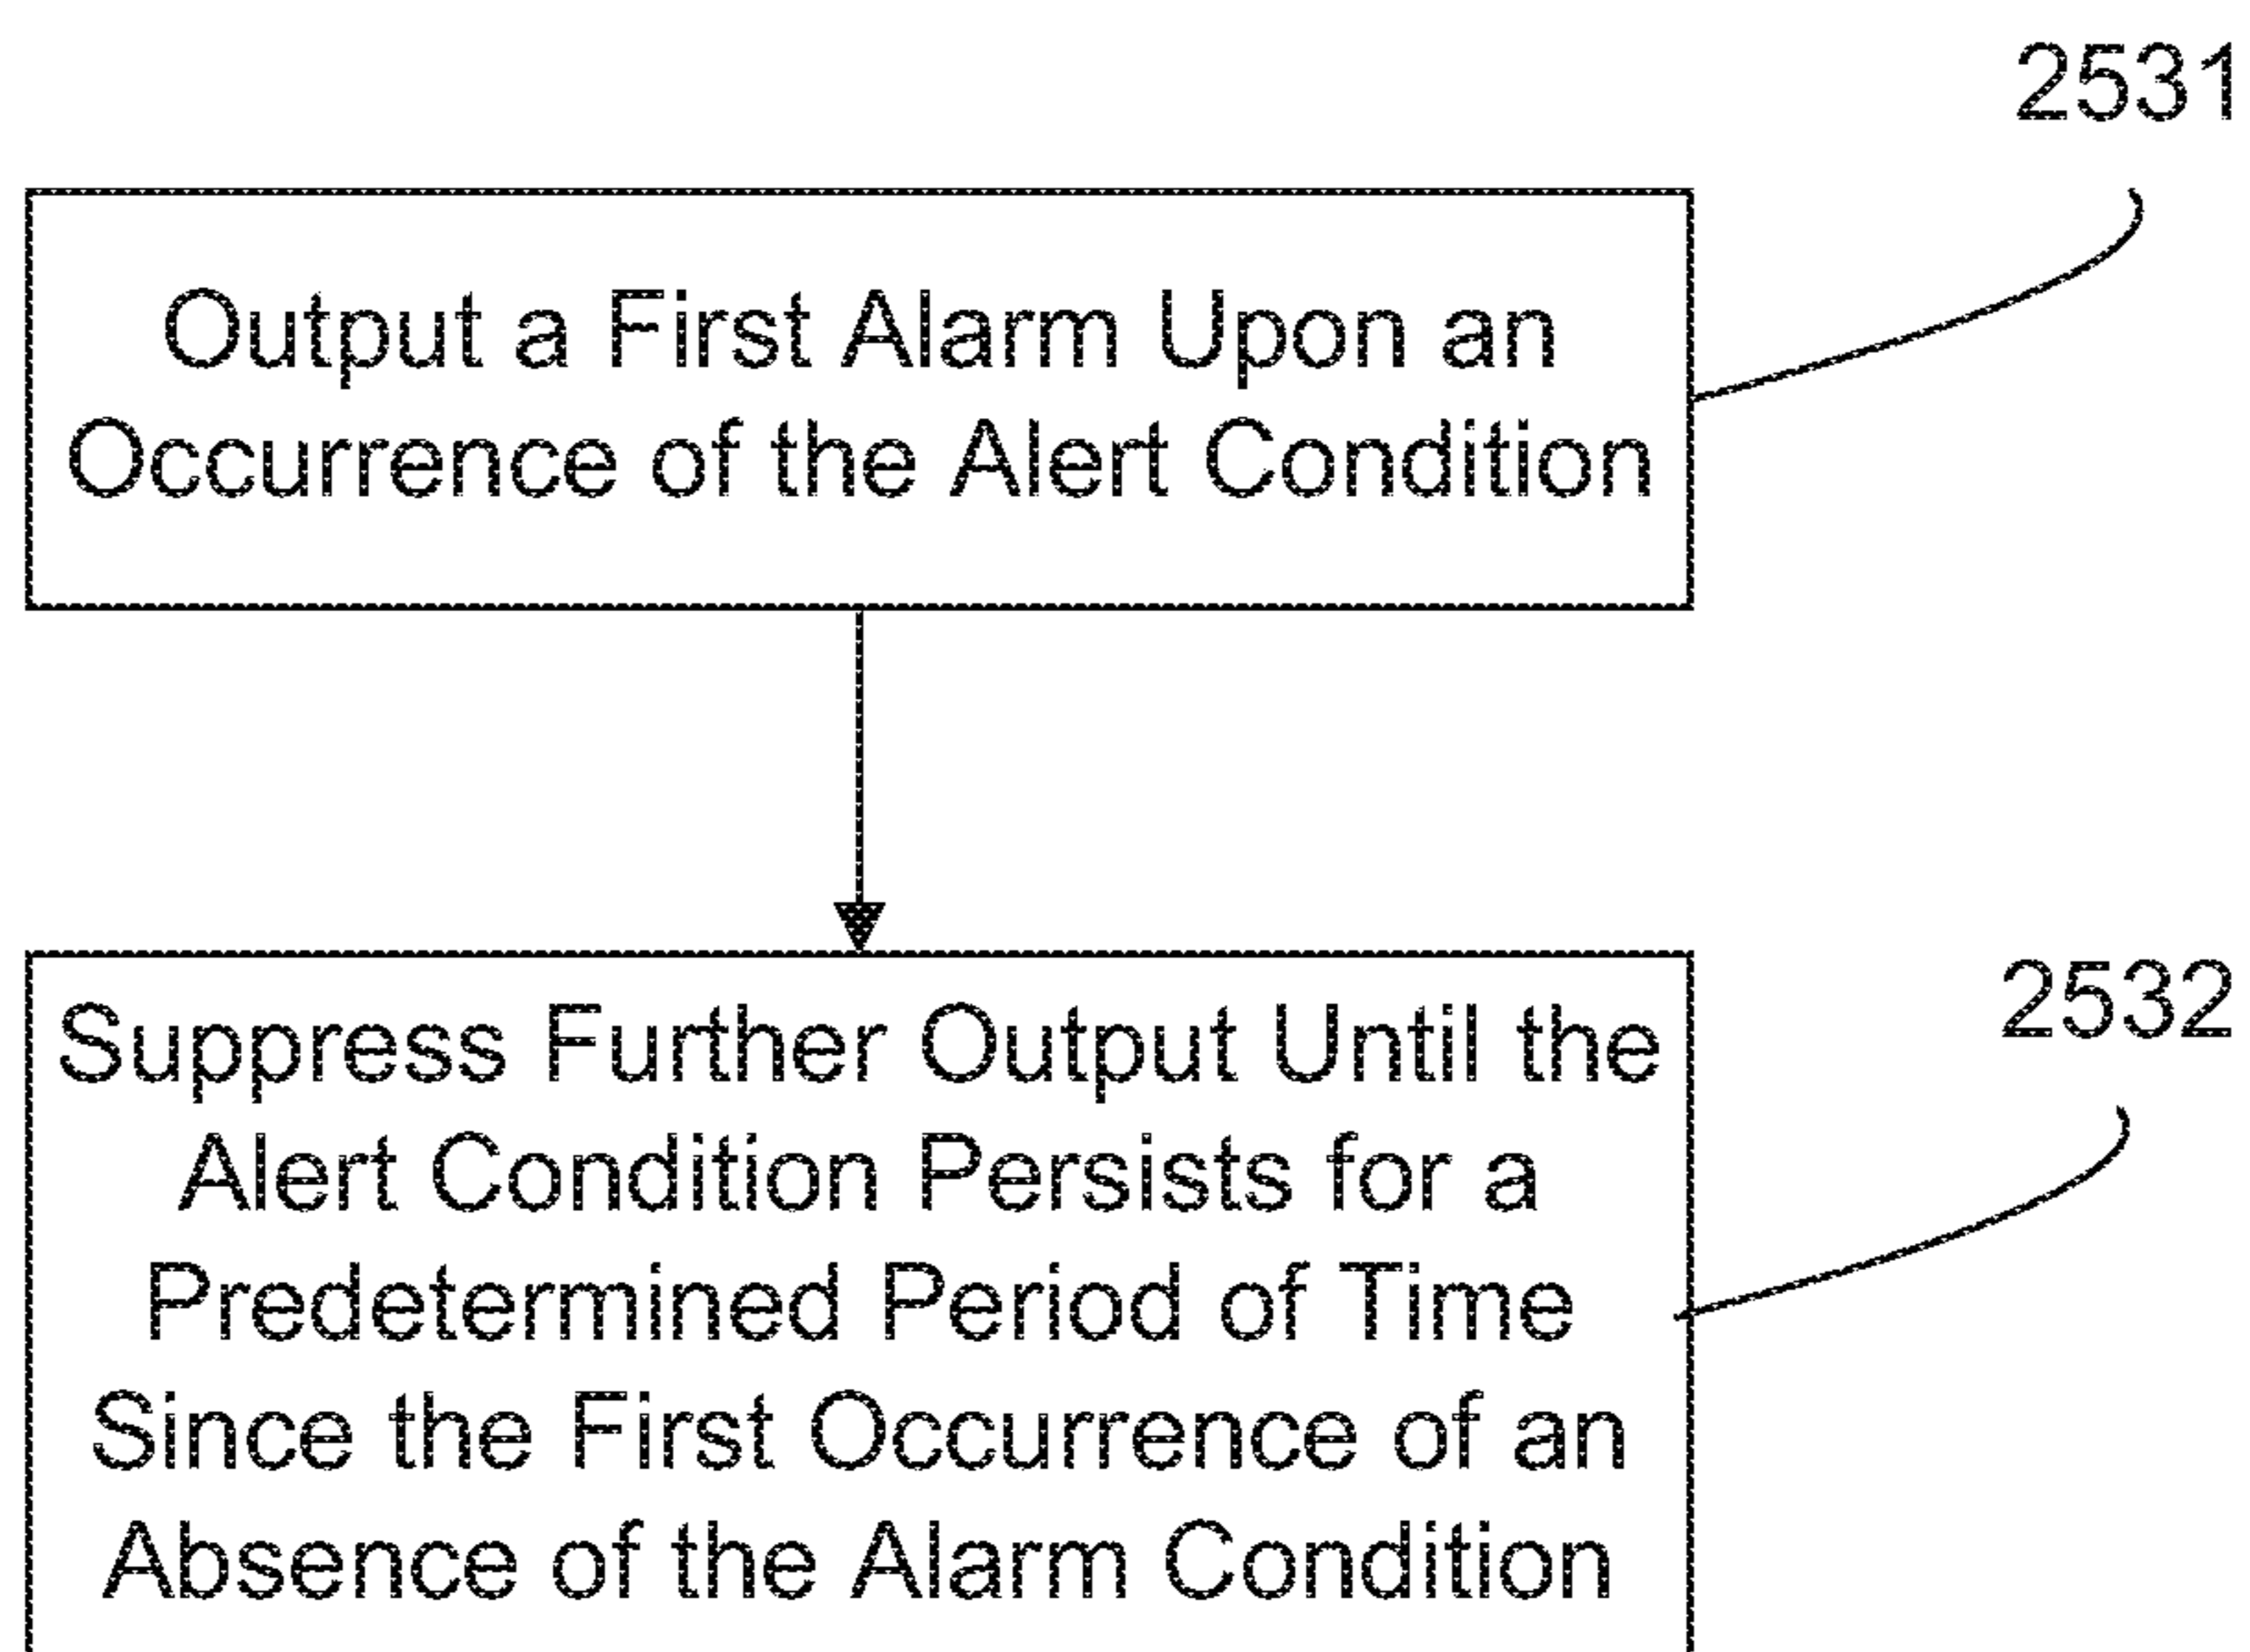 2531
Output a First Alarm Upon an
Occurrence of the Alert Condition
2532
Suppress Further Output Until the
Alert Condition Persists for a
Predetermined Period of Time
Since the First Occurrence of an
Absence of the Alarm Condition